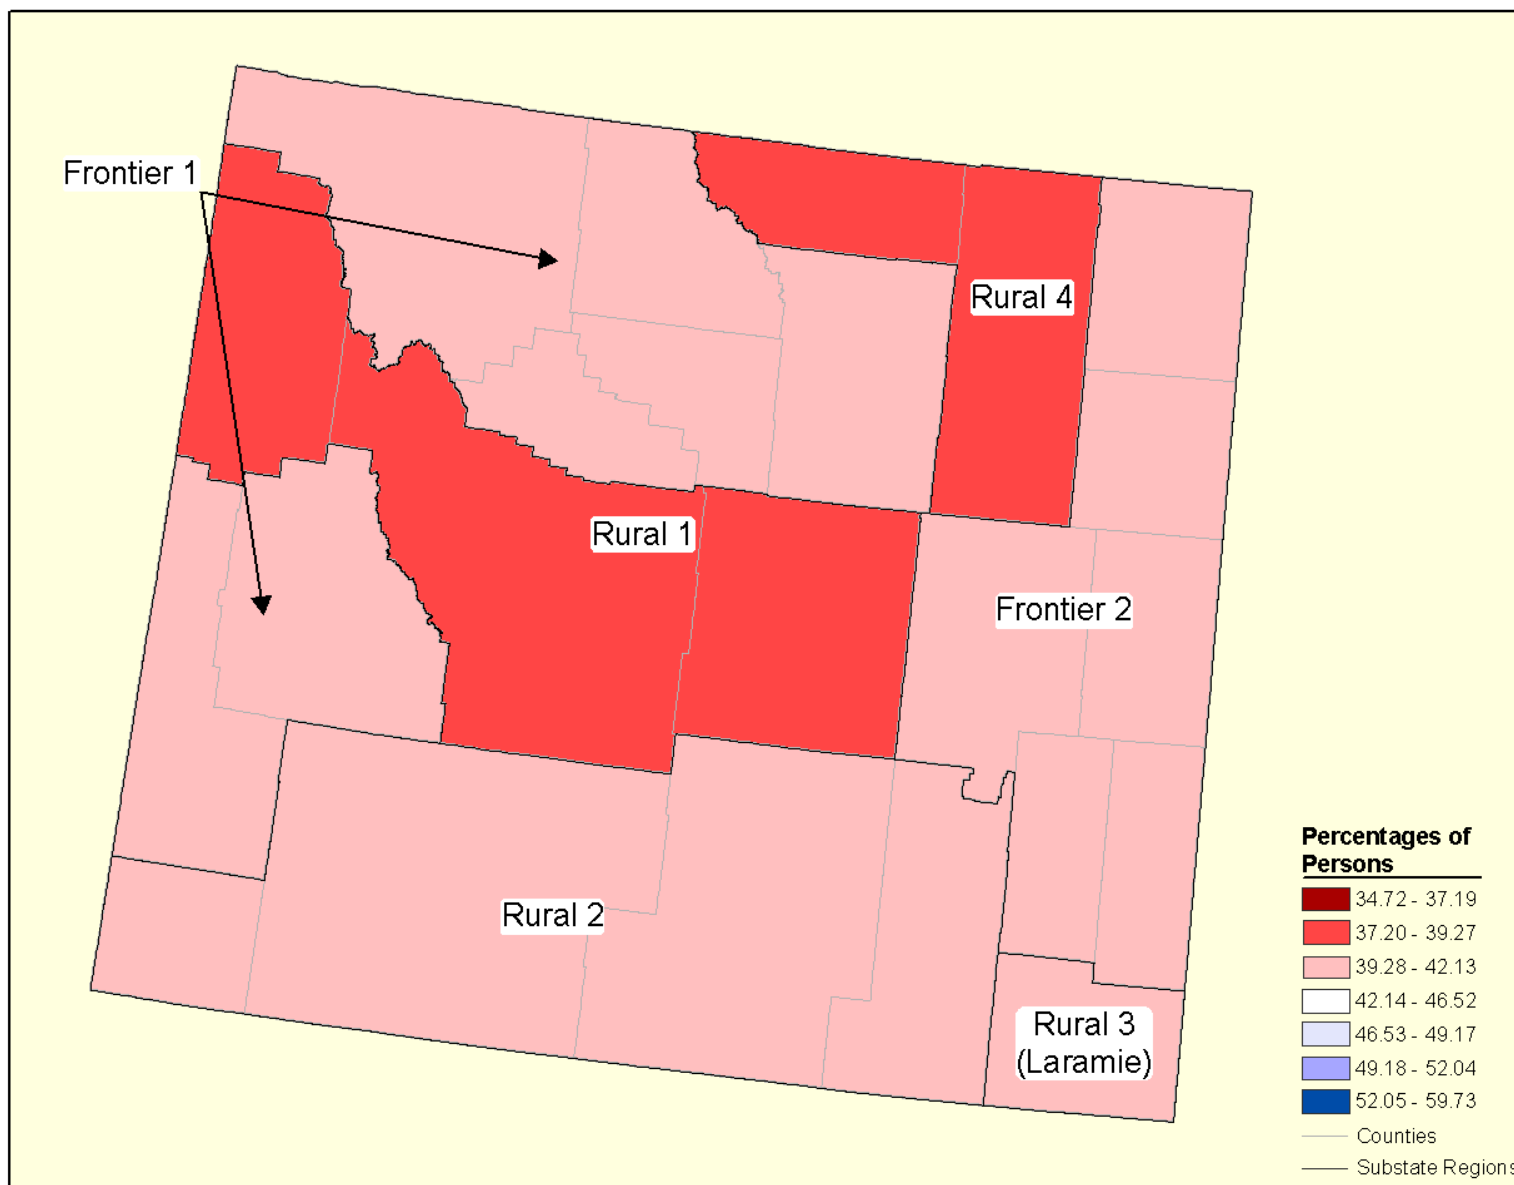 Frontier 1
Rural 4
Rural 1
Frontier 2
Rural 2
Rural 3
(Laramie)
Percentages of
Persons
34.72 - 37.19
37.20 - 39.27
39.28 - 42.13
42.14 - 46.52
46.53 - 49.17
49.18 - 52.04
52.05 - 59.73
Counties
Substate Regions